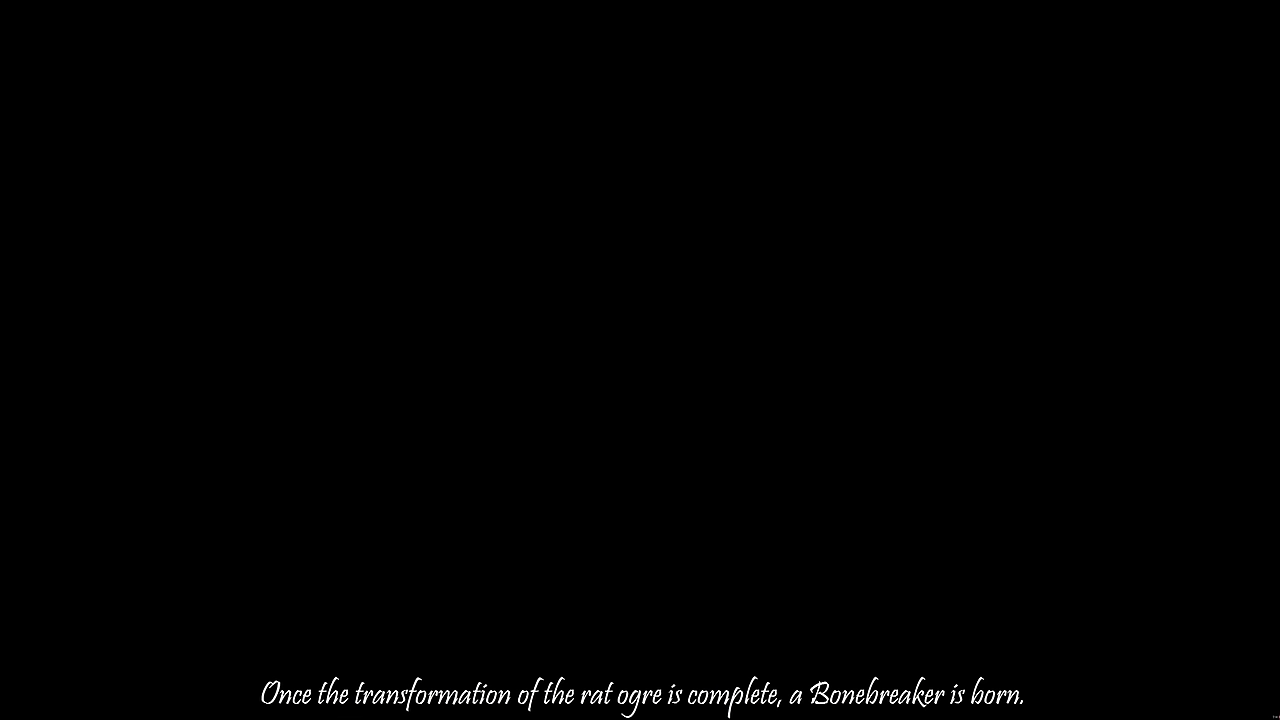 Once the transformation of the rat ogre is complete, a Bonebreaker is born.